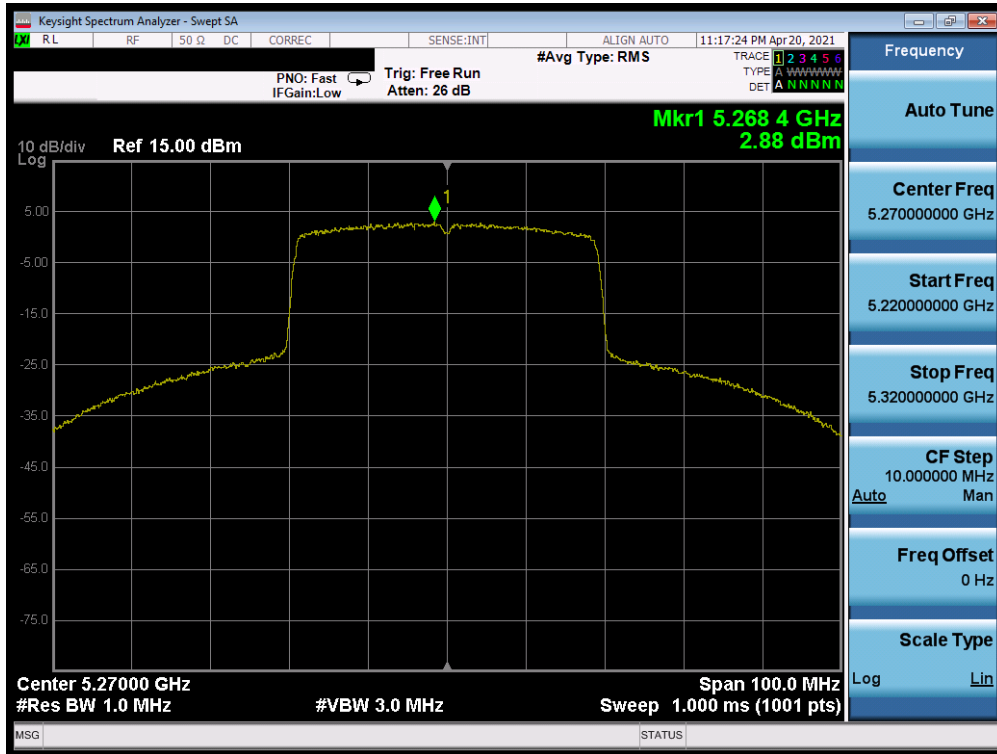 Keysight Spectrum Analyzer - Swept SA
LXI RL RF 50 Ω DC CORREC SENSE:INT ALIGN AUTO 11:17:24 PM Apr 20, 2021
PNO: Fast
IFGain:Low
Trig: Free Run
Atten: 26 dB
#Avg Type: RMS
TRACE 1 2 3 4 5 6
TYPE A WWWWW
DET A N N N N N
Mkr1 5.268 4 GHz
2.88 dBm
10 dB/div Ref 15.00 dBm
Log
1
5.00
-5.00
-15.0
-25.0
-35.0
-45.0
-55.0
-65.0
-75.0
Center 5.27000 GHz
Span 100.0 MHz
#Res BW 1.0 MHz
#VBW 3.0 MHz
Sweep 1.000 ms (1001 pts)
MSG
STATUS
Frequency
Auto Tune
Center Freq
5.270000000 GHz
Start Freq
5.220000000 GHz
Stop Freq
5.320000000 GHz
CF Step
10.000000 MHz
Auto Man
Freq Offset
0 Hz
Scale Type
Log Lin